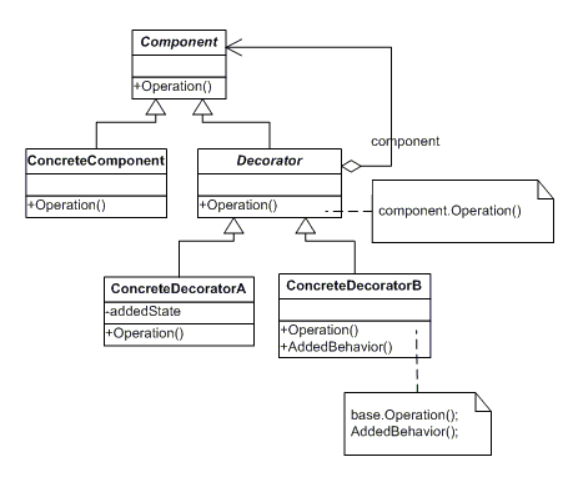 Component
+Operation()
component
ConcreteComponent
+Operation()
Decorator
+Operation()
component.Operation()
ConcreteDecoratorA
-addedState
+Operation()
ConcreteDecoratorB
+Operation()
+AddedBehavior()
base.Operation();
AddedBehavior();